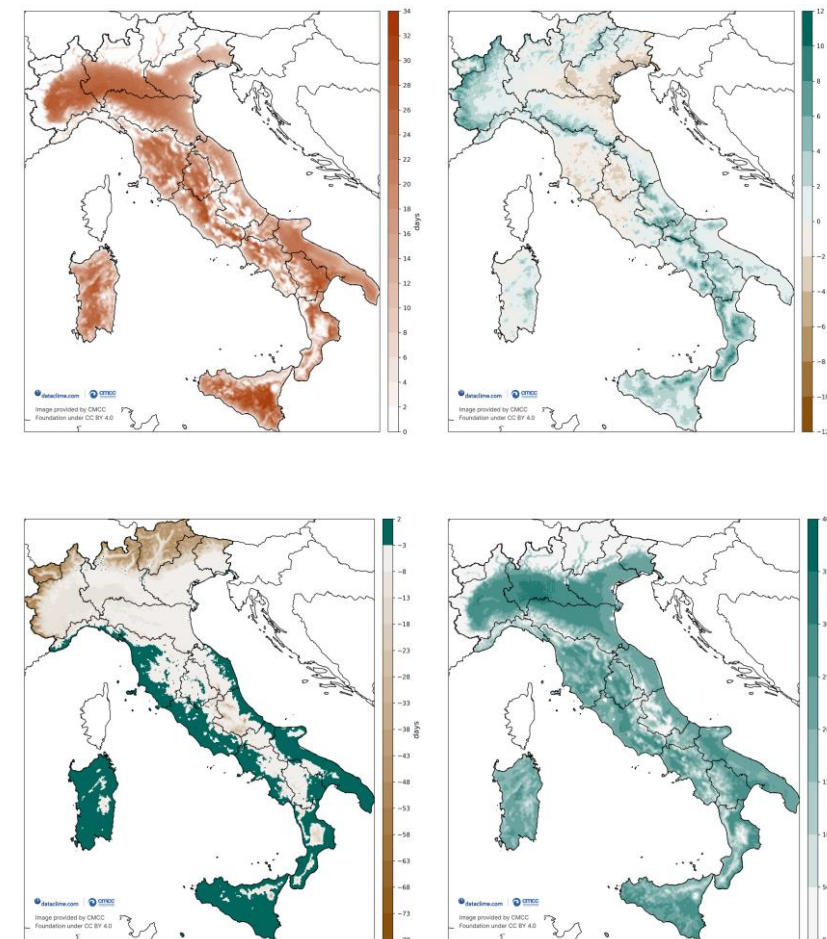 34
32
30
28
26
24
22
20
18
16
14
12
10
8
6
4
2
0
days
dataclime.com
cmcc
Image provided by CMCC
Foundation under CC BY 4.0
12
10
8
6
4
2
0
−2
−4
−6
−8
−10
−12
dataclime.com
cmcc
Image provided by CMCC
Foundation under CC BY 4.0
2
−3
−8
−13
−18
−23
−28
−33
−38
−43
−48
−53
−58
−63
−68
−73
days
dataclime.com
cmcc
Image provided by CMCC
Foundation under CC BY 4.0
dataclime.com
cmcc
Image provided by CMCC
Foundation under CC BY 4.0